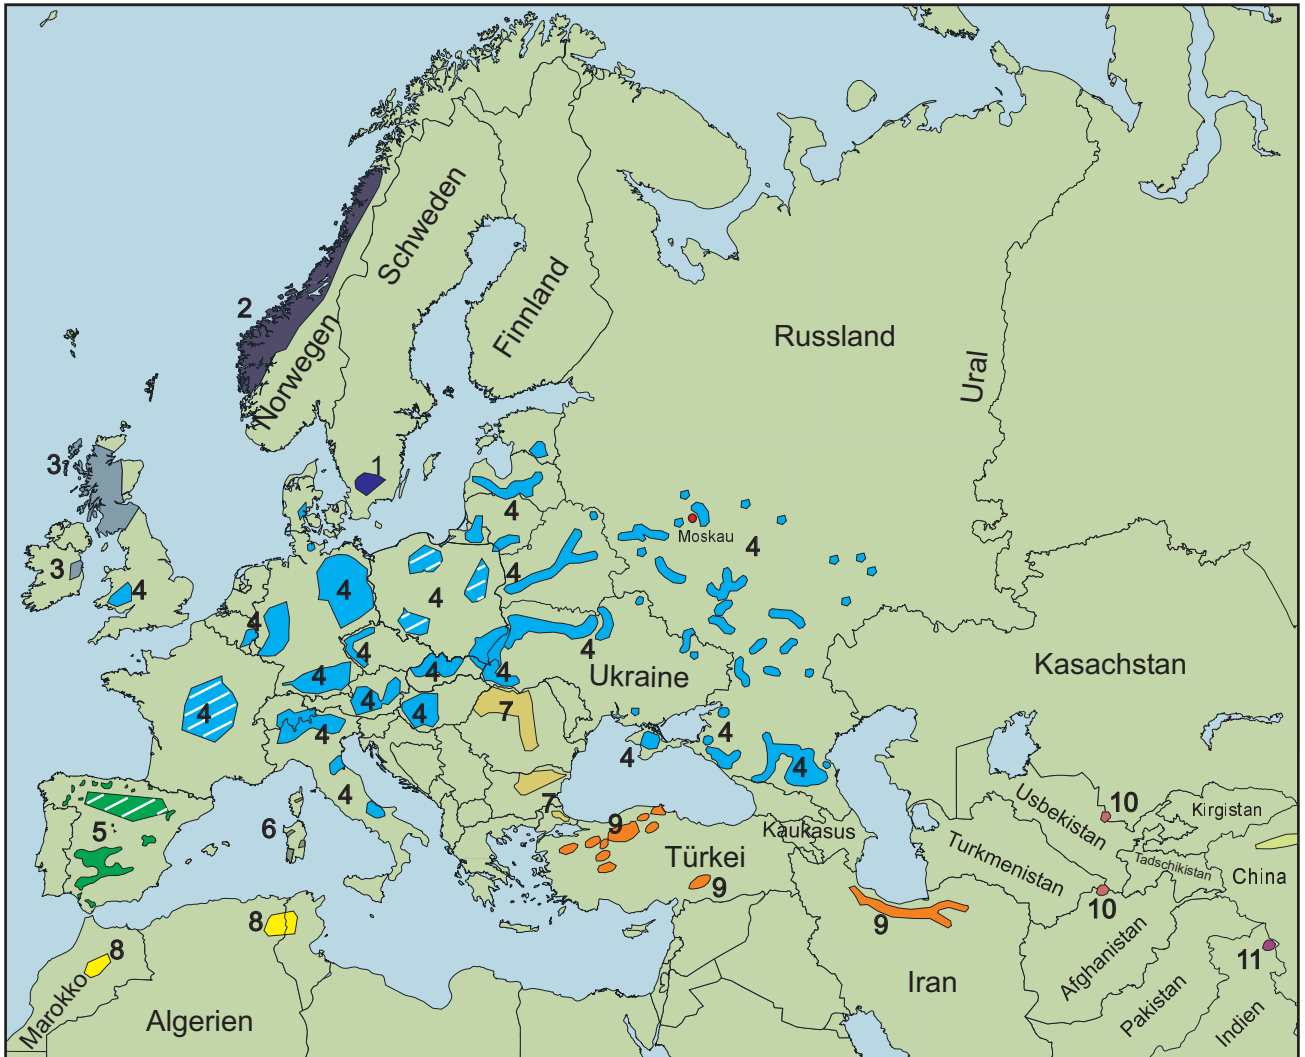 Schweden
2
Finnland
Russland
Ural
Norwegen
3
1
4
Moskau
4
3
4
4
4
4
4
4
4
4
Ukraine
Kasachstan
4
4
4
4
4
7
4
4
4
4
4
7
10
Usbekistan
Kirgistan
5
6
9
Kaukasus
Turkmenistan
Tadschikistan
Türkei
China
9
10
8
9
8
Afghanistan
11
Marokko
Algerien
Iran
Pakistan
Indien